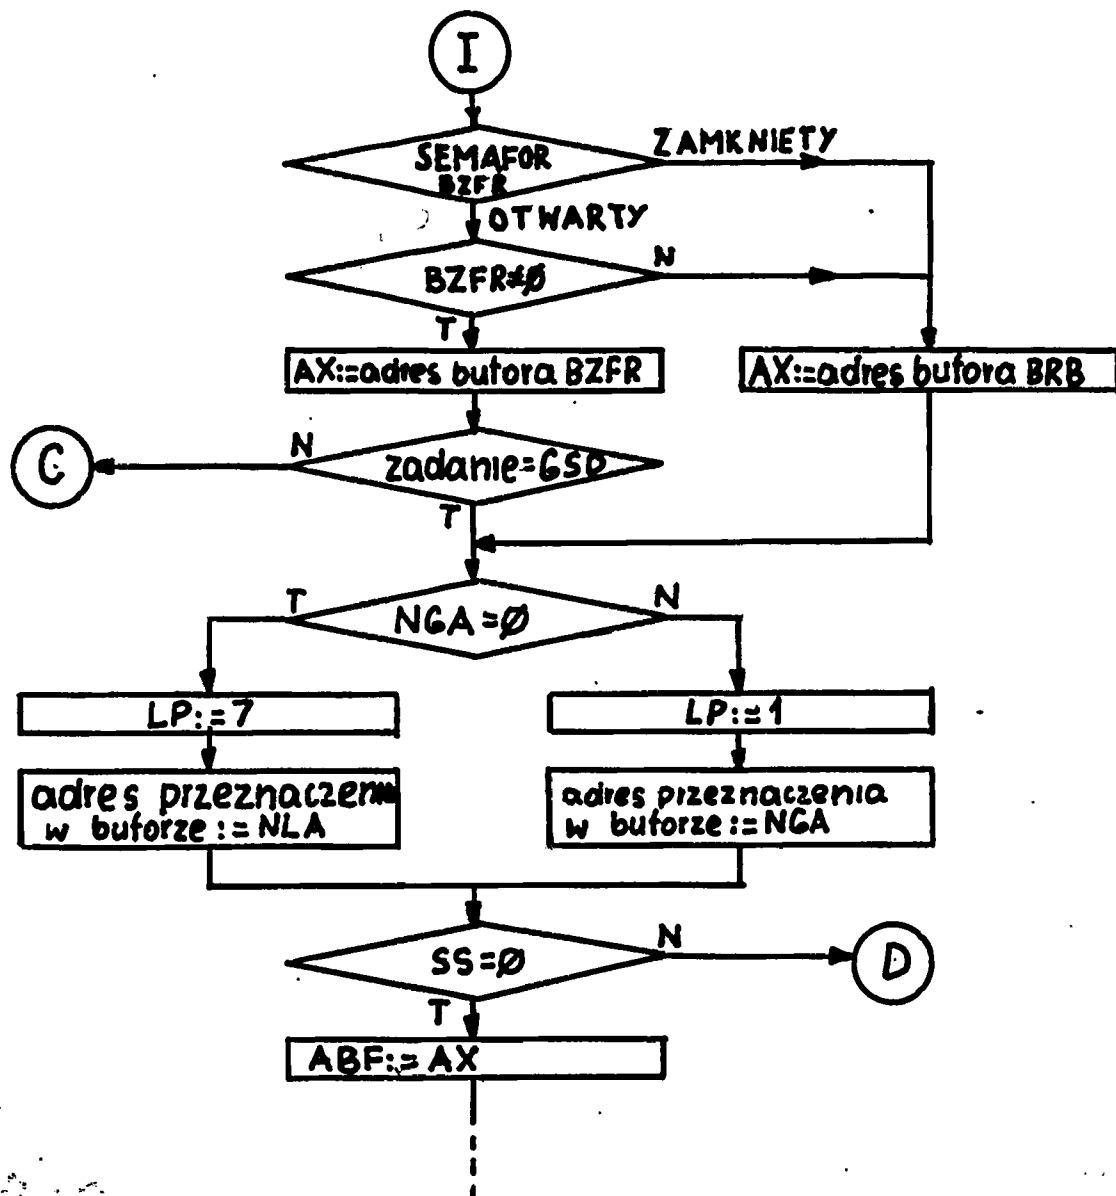 I
SEMAFOR
BZFR
ZAMKNIETY
OTWARTY
BZFR≠Ø
N
T
AX:=adres bufora BZFR
AX:=adres bufora BRB
C
N
zadanie=GSO
T
NGA=Ø
T
N
LP:=7
LP:=1
adres przeznaczenia
w buforze :=NLA
adres przeznaczenia
w buforze :=NGA
SS=Ø
N
D
T
ABF:=AX